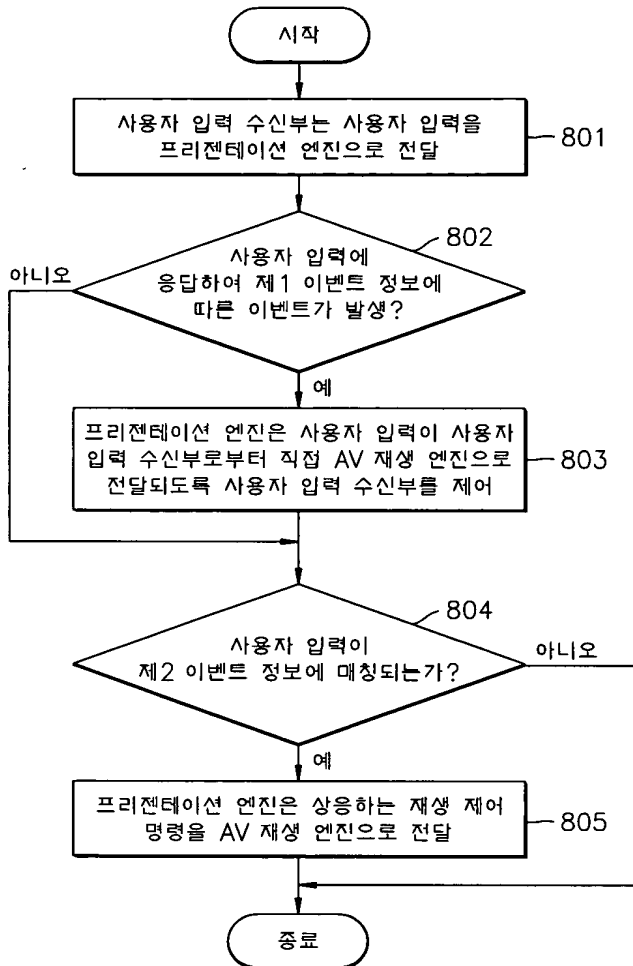 시작
사용자 입력 수신부는 사용자 입력을
프리젠테이션 엔진으로 전달
801
802
사용자 입력에
응답하여 제1 이벤트 정보에
따른 이벤트가 발생?
아니오
예
프리젠테이션 엔진은 사용자 입력이 사용자
입력 수신부로부터 직접 AV 재생 엔진으로
전달되도록 사용자 입력 수신부를 제어
803
804
사용자 입력이
제2 이벤트 정보에 매칭되는가?
아니오
예
프리젠테이션 엔진은 상응하는 재생 제어
명령을 AV 재생 엔진으로 전달
805
종료